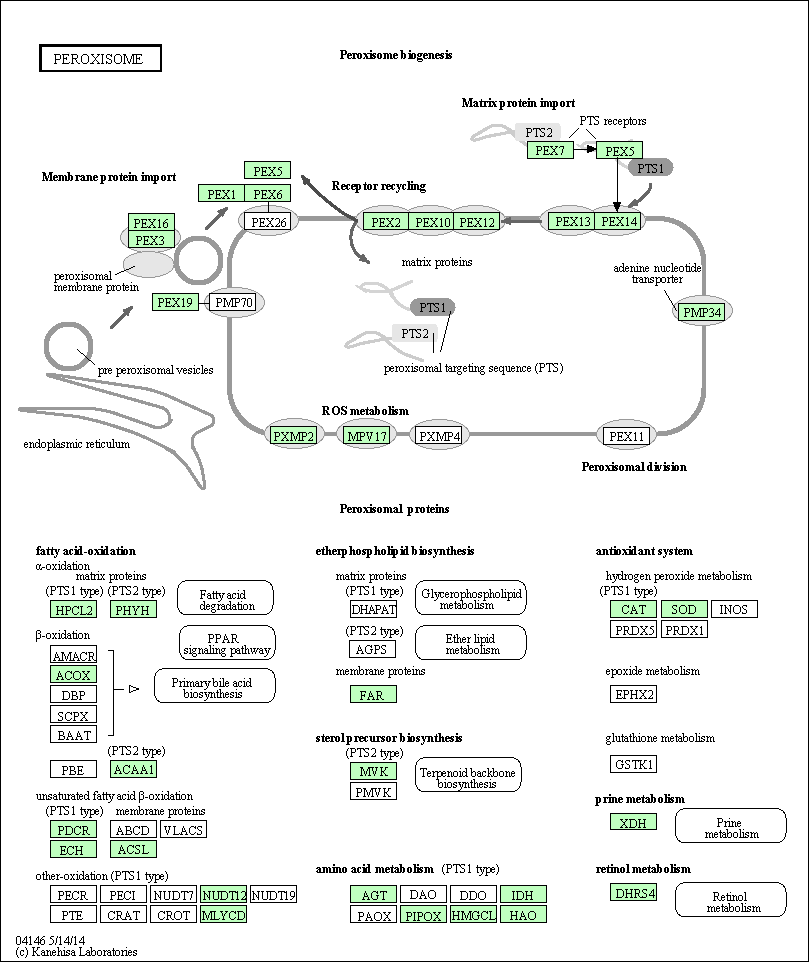 PEROXISOME
Peroxisome biogenesis
Matrix protein import
PTS2
PTS receptors
PEX7
PEX5
PTS1
Membrane protein import
PEX5
PEX1
PEX6
Receptor recycling
PEX16
PEX3
PEX26
PEX2
PEX10
PEX12
PEX13
PEX14
peroxisomal
membrane protein
matrix proteins
adenine nucleotide
transporter
PEX19
PMP70
PTS1
PMP34
PTS2
pre peroxisomal vesicles
peroxisomal targeting sequence (PTS)
endoplasmic reticulum
ROS metabolism
PXMP2
MPV17
PXMP4
PEX11
Peroxisomal division
Peroxisomal proteins
fatty acid-oxidation
α-oxidation
matrix proteins
(PTS1 type)
(PTS2 type)
HPCL2
PHYH
Fatty acid
degradation
β-oxidation
PPAR
signaling pathway
AMACR
ACOX
DBP
SCPX
BAAT
Primary bile acid
biosynthesis
(PTS2 type)
PBE
ACAA1
unsaturated fatty acid β-oxidation
(PTS1 type)
membrane proteins
PDCR
ABCD
VLACS
ECH
ACSL
other-oxidation (PTS1 type)
PECR
PECI
NUDT7
NUDT12
NUDT19
PTE
CRAT
CROT
MLYCD
etherphospholipid biosynthesis
matrix proteins
(PTS1 type)
DHAPAT
Glycerophospholipid
metabolism
(PTS2 type)
AGPS
Ether lipid
metabolism
membrane proteins
FAR
sterol precursor biosynthesis
(PTS2 type)
MVK
PMVK
Terpenoid backbone
biosynthesis
amino acid metabolism (PTS1 type)
AGT
DAO
DDO
IDH
PAOX
PIPOX
HMGCL
HAO
antioxidant system
hydrogen peroxide metabolism
(PTS1 type)
CAT
SOD
INOS
PRDX5
PRDX1
epoxide metabolism
EPHX2
glutathione metabolism
GSTK1
prine metabolism
XDH
Prine
metabolism
retinol metabolism
DHRS4
Retinol
metabolism
04146 5/14/14
(c) Kanehisa Laboratories